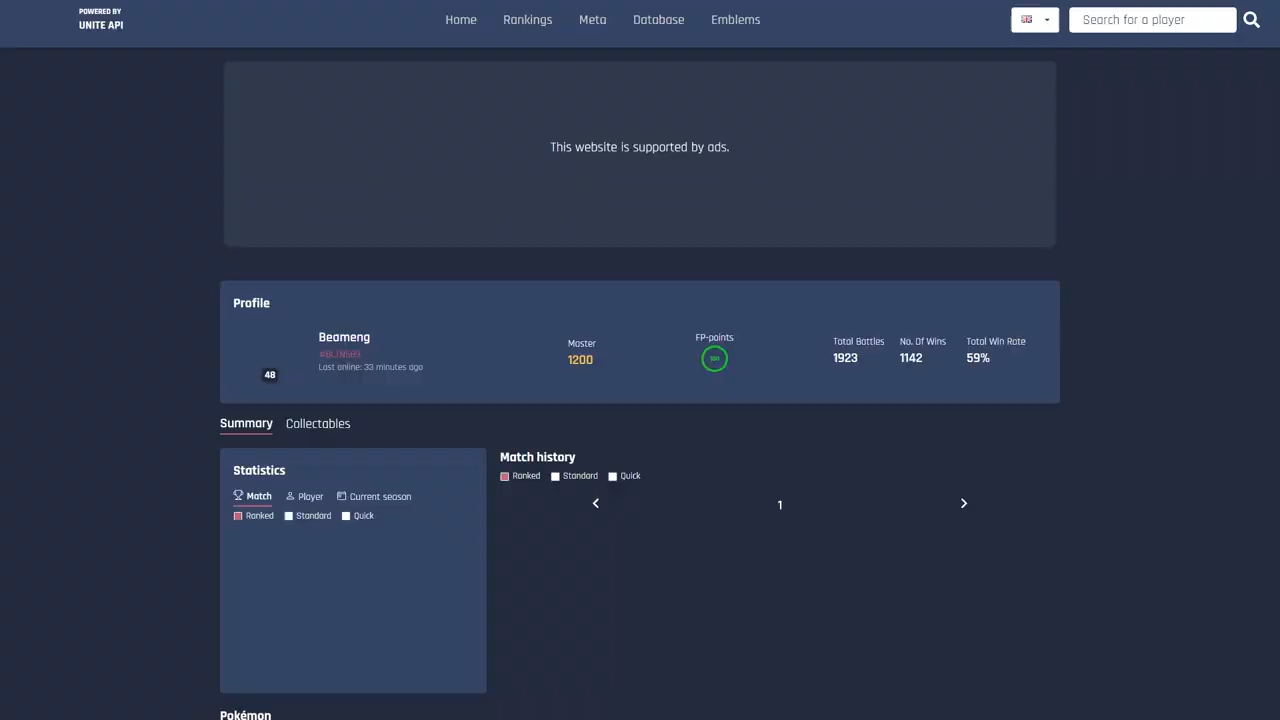 POWERED BY
UNITE API
Home Rankings Meta Database Emblems
Search for a player
This website is supported by ads.
Profile
Beameng
Last online: 33 minutes ago
48
Master
1200
FP-points
Total Battles No. Of Wins Total Win Rate
1923 1142 59%
Summary Collectables
Statistics
Match Player Current season
Ranked Standard Quick
Match history
Ranked Standard Quick
1
Pokémon